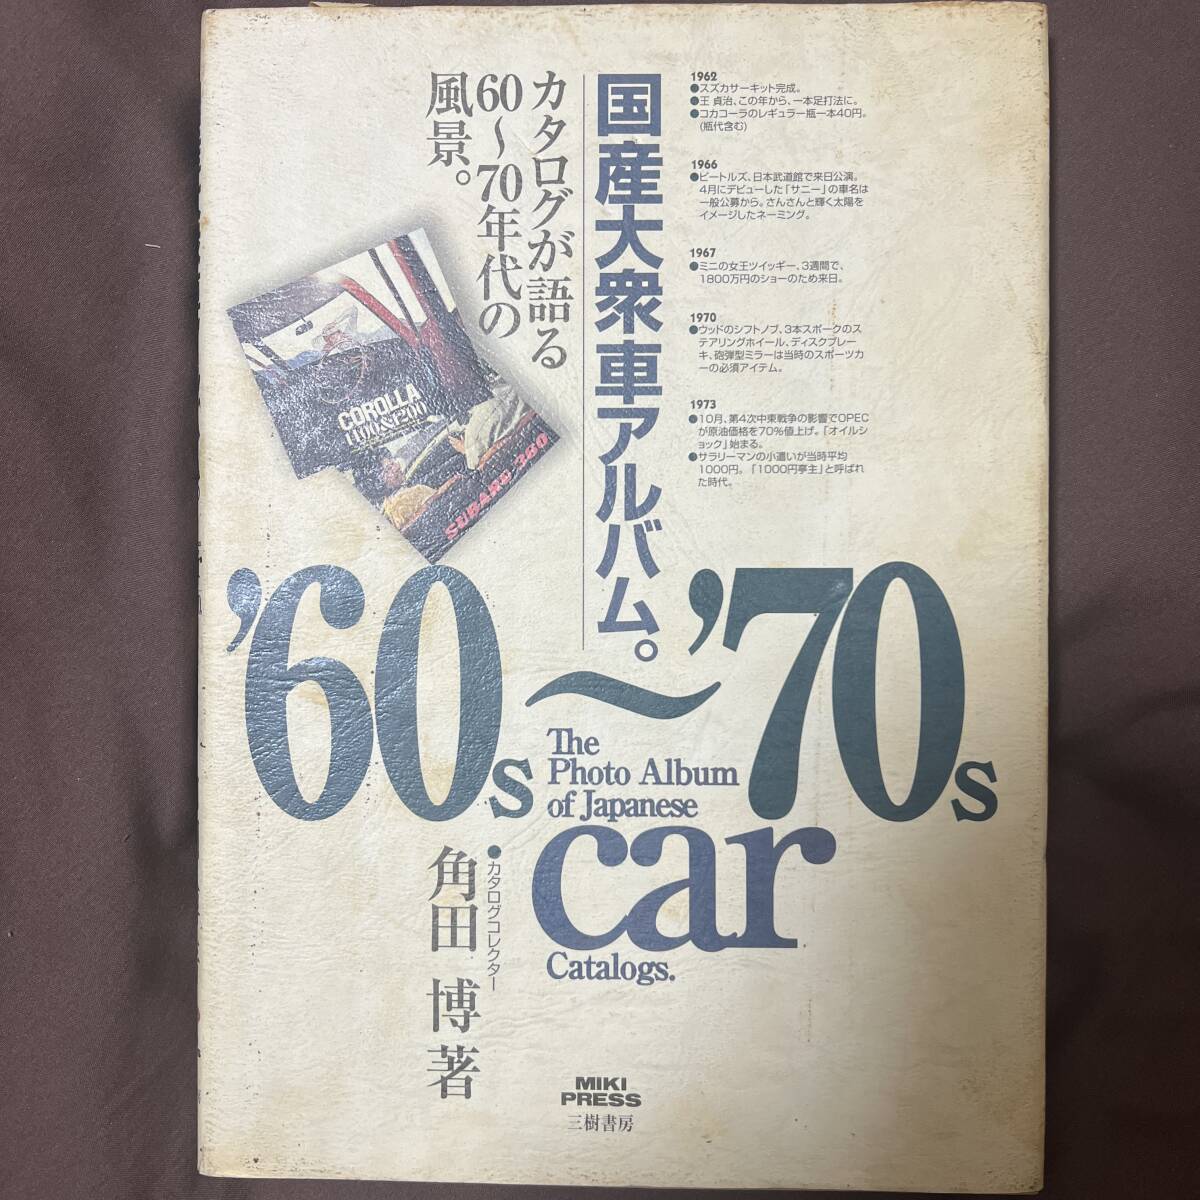 国産大衆車アルバム。
カタログが語る
60〜70年代の
風景。
1962
●スズカサーキット完成。
●王 貞治、この年から、一本足打法に。
●コカコーラのレギュラー瓶一本40円。
(瓶代含む)
1966
●ビートルズ、日本武道館で来日公演。
4月にデビューした「サニー」の車名は
一般公募から。さんさんと輝く太陽を
イメージしたネーミング。
1967
●ミニの女王ツイッギー、3週間で、
1800万円のショーのため来日。
1970
●ウッドのシフトノブ、3本スポークのス
テアリングホイール、ディスクブレー
キ、砲弾型ミラーは当時のスポーツカ
ーの必須アイテム。
1973
●10月、第4次中東戦争の影響でOPEC
が原油価格を70%値上げ。「オイルシ
ョック」始まる。
●サラリーマンの小遣いが当時平均
1000円。「1000円亭主」と呼ばれ
た時代。
COROLLA
1100&1200
SUBARU 360
'60s〜'70s
The
Photo Album
of Japanese
car
Catalogs.
●カタログコレクター
角田 博 著
MIKI
PRESS
三樹書房